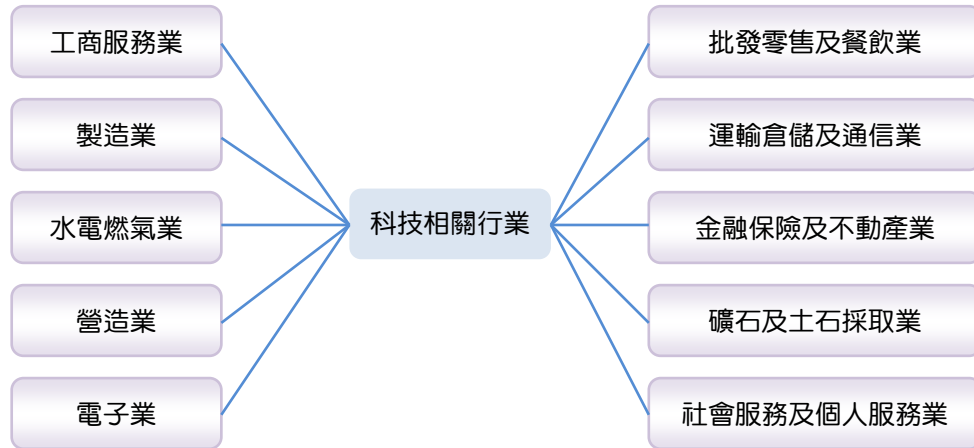 工商服務業
製造業
水電燃氣業
營造業
電子業
科技相關行業
批發零售及餐飲業
運輸倉儲及通信業
金融保險及不動產業
礦石及土石採取業
社會服務及個人服務業